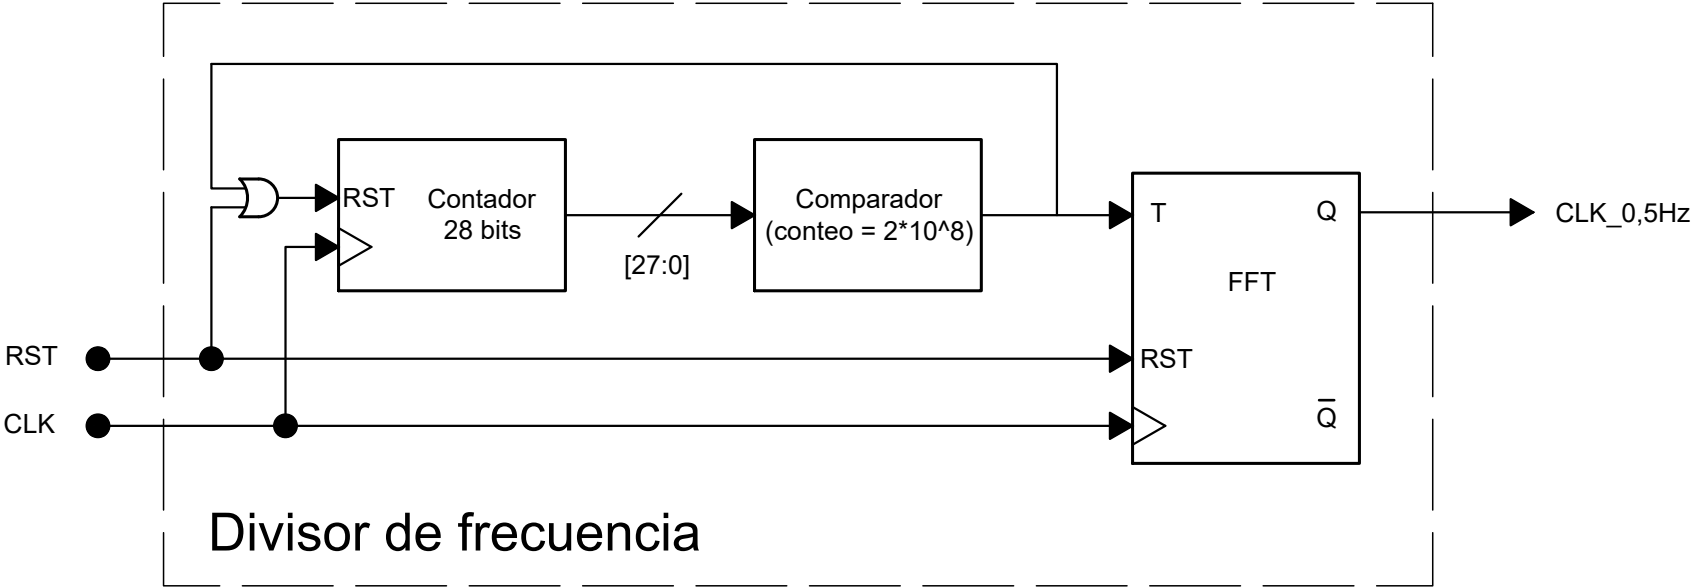 RST
Contador
28 bits
[27:0]
Comparador
(conteo = 2*10^8)
T
Q
FFT
RST
Q̅
CLK_0,5Hz
RST
CLK
Divisor de frecuencia